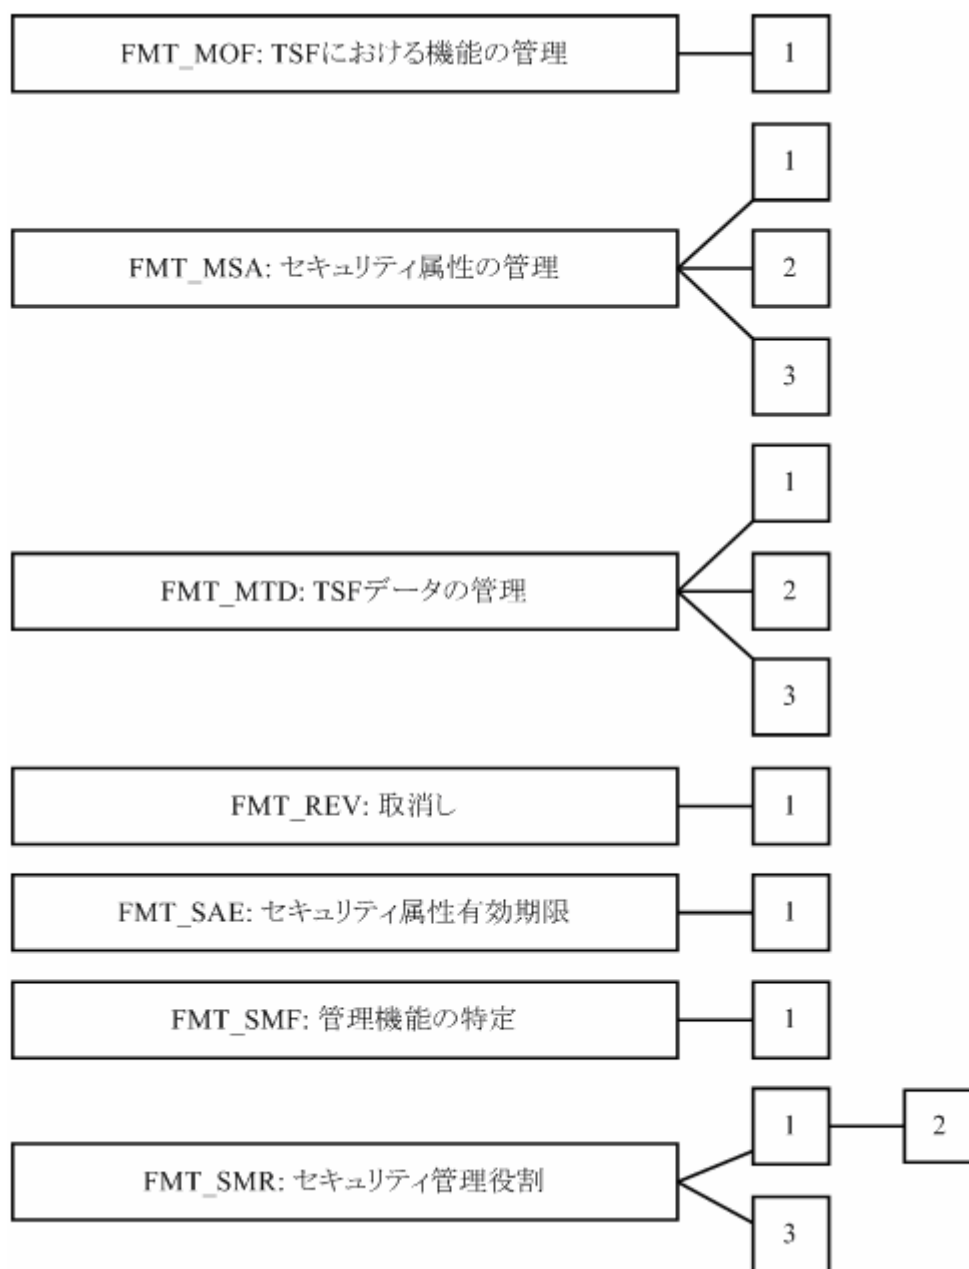 FMT_MOF: TSFにおける機能の管理 1
1
FMT_MSA: セキュリティ属性の管理 2
3
1
FMT_MTD: TSFデータの管理 2
3
FMT_REV: 取消し 1
FMT_SAE: セキュリティ属性有効期限 1
FMT_SMF: 管理機能の特定 1
1 2
FMT_SMR: セキュリティ管理役割
3